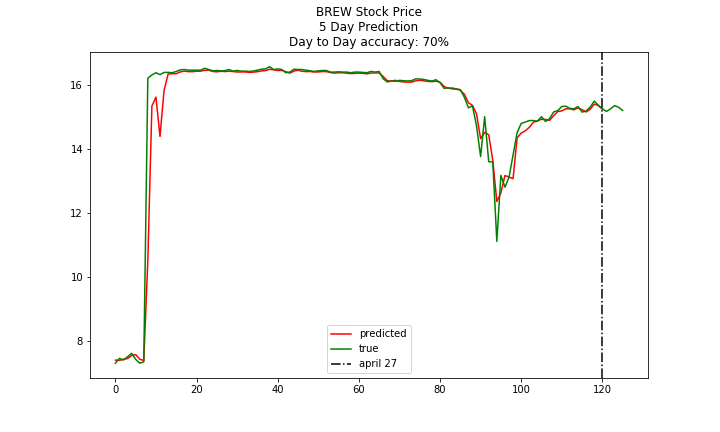 BREW Stock Price
5 Day Prediction
Day to Day accuracy: 70%
16
14
12
10
8
predicted
true
april 27
0 20 40 60 80 100 120